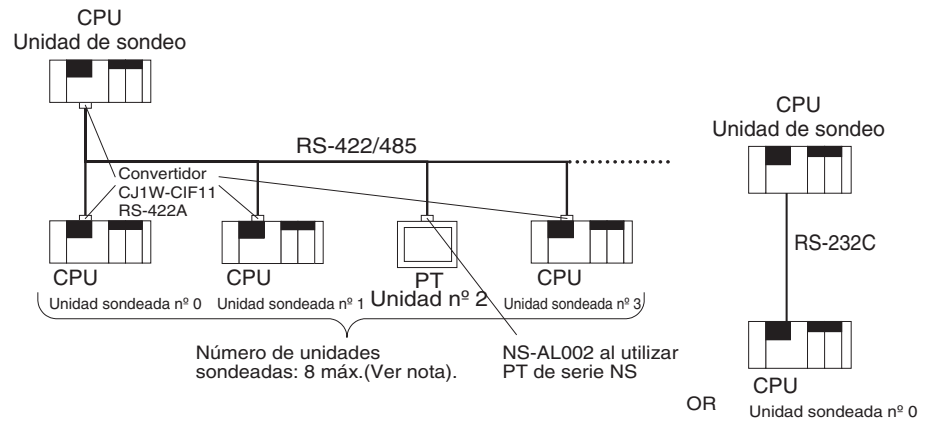 CPU
Unidad de sondeo
RS-422/485
Convertidor
CJ1W-CIF11
RS-422A
CPU
Unidad sondeada nº 0
CPU
Unidad sondeada nº 1
PT
Unidad nº 2
CPU
Unidad sondeada nº 3
Número de unidades
sondeadas: 8 máx.(Ver nota).
NS-AL002 al utilizar
PT de serie NS
OR
CPU
Unidad de sondeo
RS-232C
CPU
Unidad sondeada nº 0